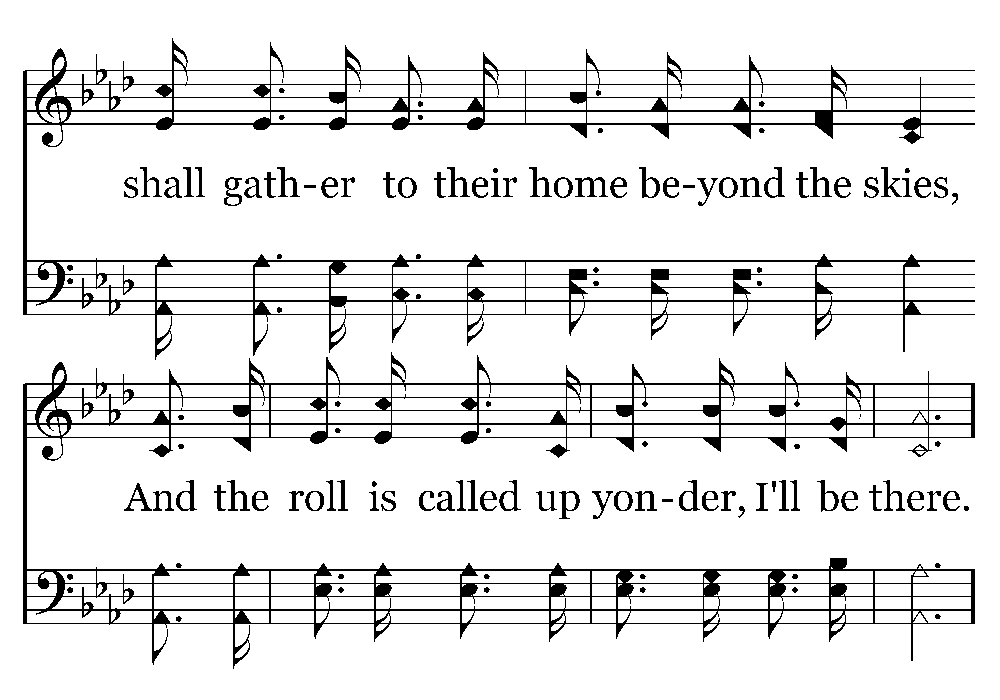 shall gath-er to their home be-yond the skies,
And the roll is called up yon-der, I'll be there.